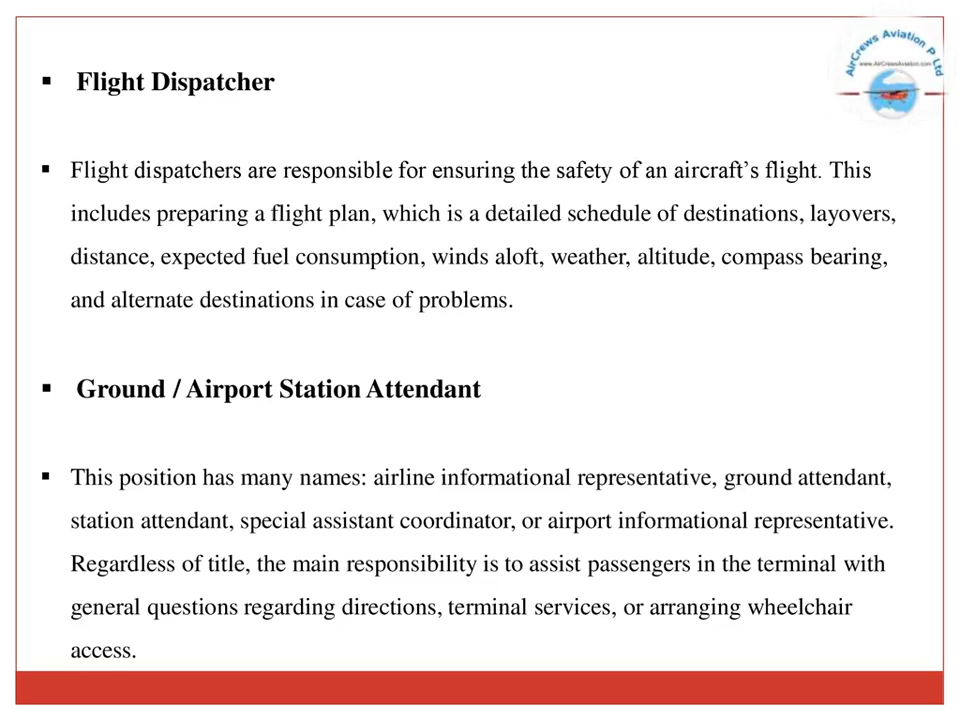 AirCrews Aviation P Ltd
www.AirCrewsAviation.com
▪ Flight Dispatcher
▪ Flight dispatchers are responsible for ensuring the safety of an aircraft’s flight. This
includes preparing a flight plan, which is a detailed schedule of destinations, layovers,
distance, expected fuel consumption, winds aloft, weather, altitude, compass bearing,
and alternate destinations in case of problems.
▪ Ground / Airport Station Attendant
▪ This position has many names: airline informational representative, ground attendant,
station attendant, special assistant coordinator, or airport informational representative.
Regardless of title, the main responsibility is to assist passengers in the terminal with
general questions regarding directions, terminal services, or arranging wheelchair
access.